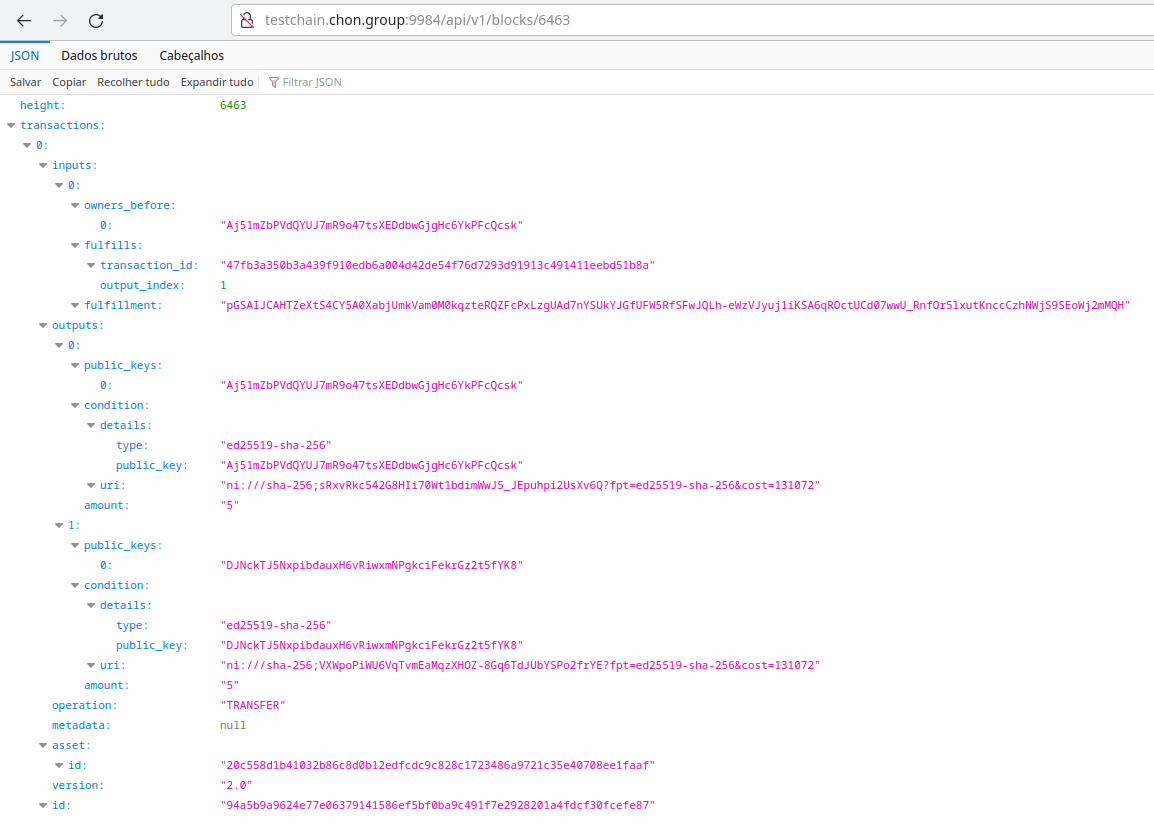 testchain.chon.group:9984/api/v1/blocks/6463
JSON Dados brutos Cabeçalhos
Salvar Copiar Recolher tudo Expandir tudo Filtrar JSON
height: 6463
transactions:
0:
inputs:
0:
owners_before:
0: "Aj51mZbPVdQYUJ7mR9o47tsXEDdbwGjgHc6YkPFcQcsk"
fulfills:
transaction_id: "47fb3a350b3a439f910edb6a004d42de54f76d7293d91913c491411eebd51b8a"
output_index: 1
fulfillment: "pGSAIJCAHTZeXtS4CY5A0XabjUmkVam0M0kqzteRQZFcPxLzgUAd7nYSUkYJGfUFW5RfSFwJQLh-eWzVJyuj1iKSA6qROctUCd07wwU_RnfOr5lxutKnccCzhNWjS9SEoWj2mMQH"
outputs:
0:
public_keys:
0: "Aj51mZbPVdQYUJ7mR9o47tsXEDdbwGjgHc6YkPFcQcsk"
condition:
details:
type: "ed25519-sha-256"
public_key: "Aj51mZbPVdQYUJ7mR9o47tsXEDdbwGjgHc6YkPFcQcsk"
uri: "ni:///sha-256;sRxvRkc542G8HIi70Wt1bdimWwJ5_JEpuhpi2UsXv6Q?fpt=ed25519-sha-256&cost=131072"
amount: "5"
1:
public_keys:
0: "DJNckTJ5NxpibdauxH6vRiwxmNPgkciFekrGz2t5fYK8"
condition:
details:
type: "ed25519-sha-256"
public_key: "DJNckTJ5NxpibdauxH6vRiwxmNPgkciFekrGz2t5fYK8"
uri: "ni:///sha-256;VXWpoPiWU6VqTvmEaMqzXHOZ-8Gq6TdJUbYSPo2frYE?fpt=ed25519-sha-256&cost=131072"
amount: "5"
operation: "TRANSFER"
metadata: null
asset:
id: "20c558d1b41032b86c8d0b12edfcdc9c828c1723486a9721c35e40708ee1faaf"
version: "2.0"
id: "94a5b9a9624e77e06379141586ef5bf0ba9c491f7e2928201a4fdcf30fcefe87"